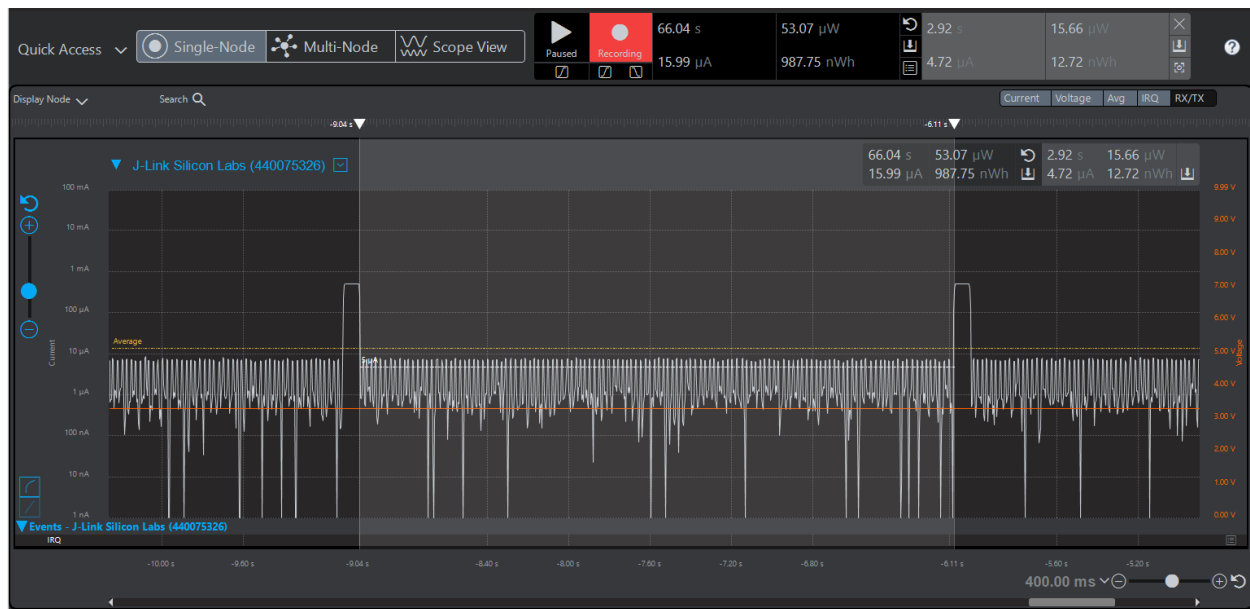 66.04 s 53.07 µW 2.92 s 15.66 µW
Quick Access Single-Node Multi-Node Scope View
Paused Recording
15.99 µA 987.75 nWh 4.72 µA 12.72 nWh
Display Node Search Current Voltage Avg IRQ RX/TX
-9.04 s -6.11 s
J-Link Silicon Labs (440075326)
66.04 s 53.07 µW 2.92 s 15.66 µW
15.99 µA 987.75 nWh 4.72 µA 12.72 nWh
100 mA 9.99 V
10 mA 9.00 V
8.00 V
1 mA
7.00 V
100 µA
6.00 V
Average
Current 10 µA 5 µA 5.00 V Voltage
1 µA 4.00 V
3.00 V
100 nA
2.00 V
10 nA
1.00 V
1 nA 0.00 V
Events - J-Link Silicon Labs (440075326)
IRQ
-10.00 s -9.60 s -9.04 s -8.40 s -8.00 s -7.60 s -7.20 s -6.80 s -6.11 s -5.60 s -5.20 s
400.00 ms